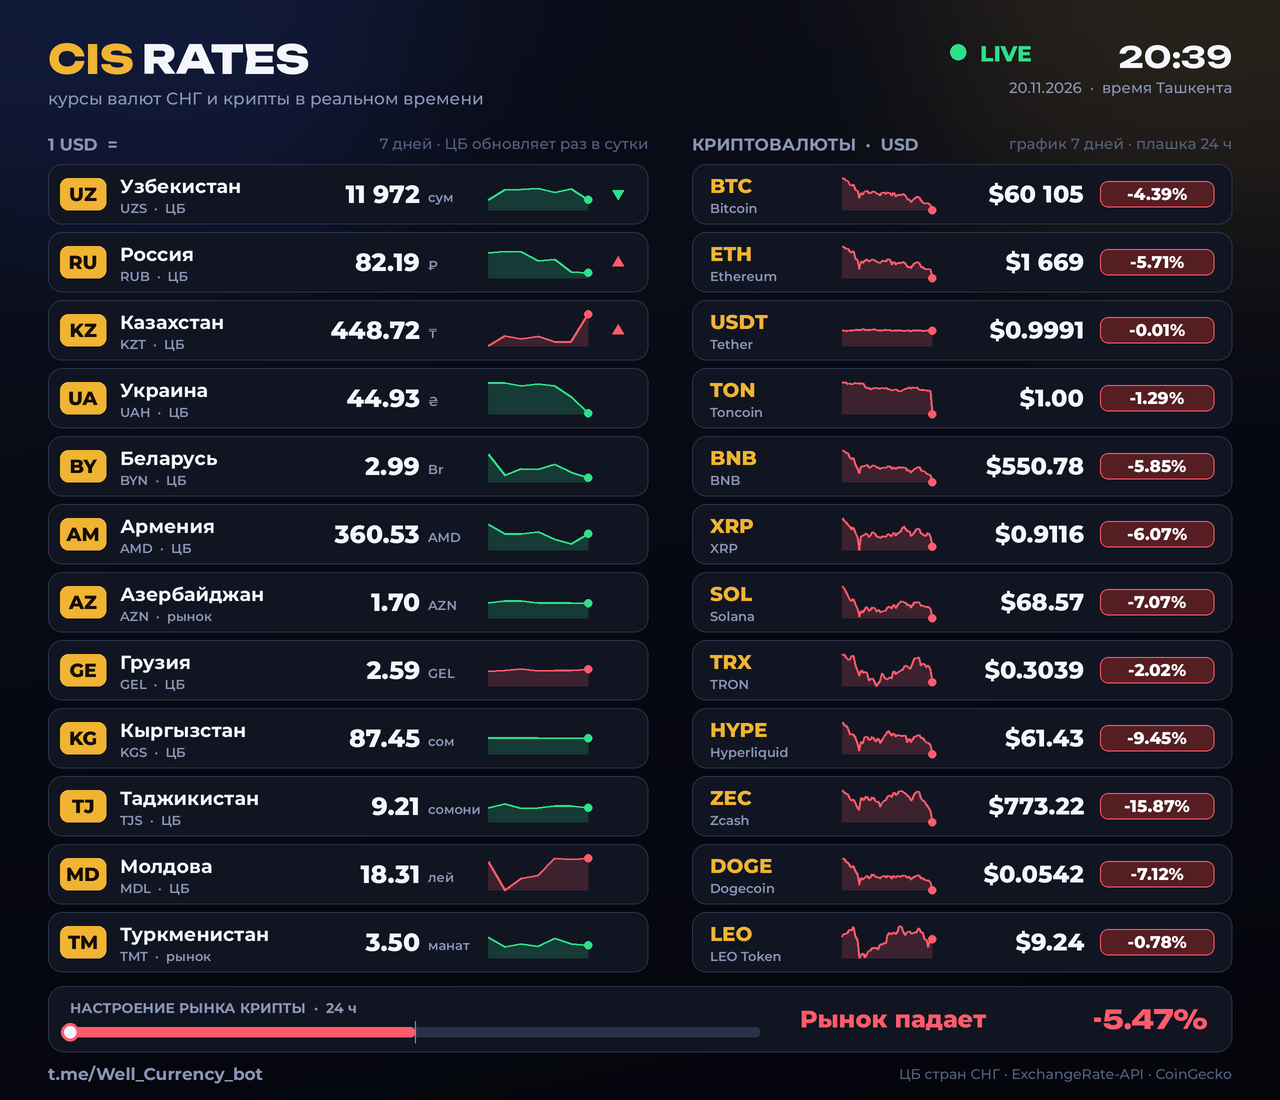 CIS RATES
курсы валют СНГ и крипты в реальном времени
LIVE 20:39
20.11.2026 · время Ташкента
1 USD =
7 дней · ЦБ обновляет раз в сутки
UZ Узбекистан 11 972 сум
UZS · ЦБ
RU Россия 82.19 ₽
RUB · ЦБ
KZ Казахстан 448.72 ₸
KZT · ЦБ
UA Украина 44.93 ₴
UAH · ЦБ
BY Беларусь 2.99 Br
BYN · ЦБ
AM Армения 360.53 AMD
AMD · ЦБ
AZ Азербайджан 1.70 AZN
AZN · рынок
GE Грузия 2.59 GEL
GEL · ЦБ
KG Кыргызстан 87.45 сом
KGS · ЦБ
TJ Таджикистан 9.21 сомони
TJS · ЦБ
MD Молдова 18.31 лей
MDL · ЦБ
TM Туркменистан 3.50 манат
TMT · рынок
КРИПТОВАЛЮТЫ · USD
график 7 дней · плашка 24 ч
BTC $60 105 -4.39%
Bitcoin
ETH $1 669 -5.71%
Ethereum
USDT $0.9991 -0.01%
Tether
TON $1.00 -1.29%
Toncoin
BNB $550.78 -5.85%
BNB
XRP $0.9116 -6.07%
XRP
SOL $68.57 -7.07%
Solana
TRX $0.3039 -2.02%
TRON
HYPE $61.43 -9.45%
Hyperliquid
ZEC $773.22 -15.87%
Zcash
DOGE $0.0542 -7.12%
Dogecoin
LEO $9.24 -0.78%
LEO Token
НАСТРОЕНИЕ РЫНКА КРИПТЫ · 24 ч
Рынок падает -5.47%
t.me/Well_Currency_bot
ЦБ стран СНГ · ExchangeRate-API · CoinGecko